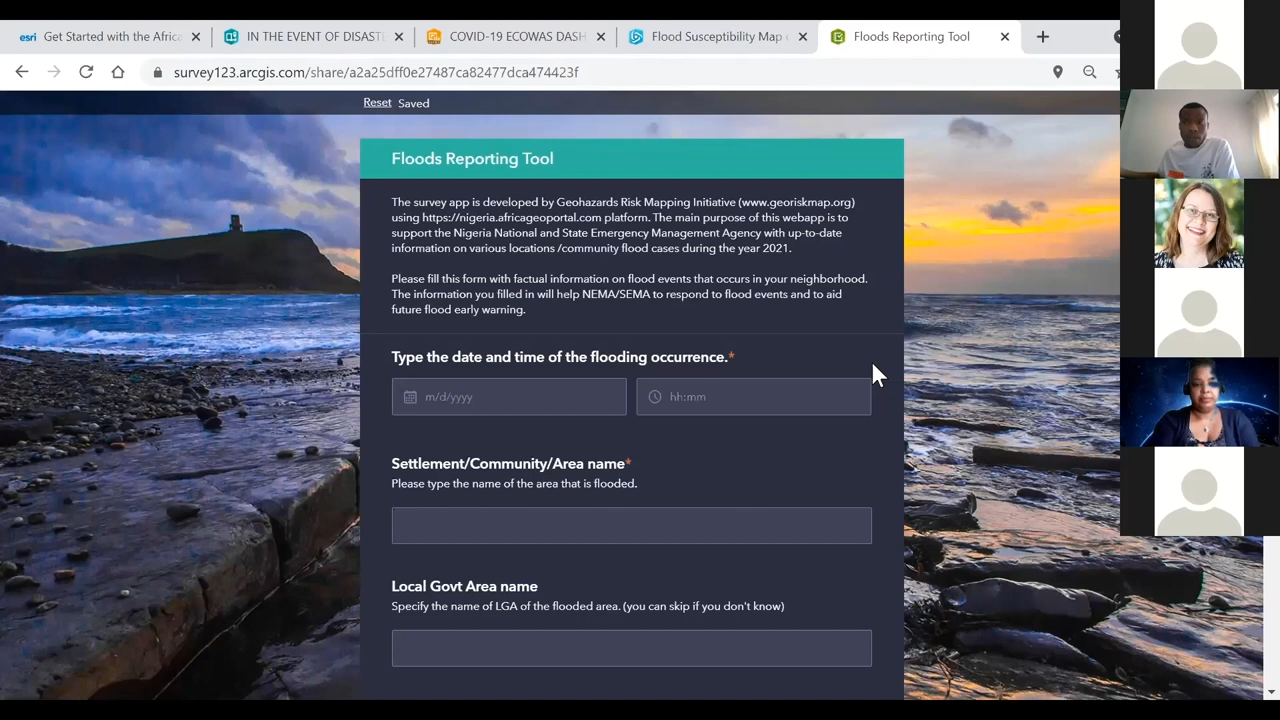 esri Get Started with the Africa
IN THE EVENT OF DISAST
COVID-19 ECOWAS DASH
Flood Susceptibility Map
Floods Reporting Tool
survey123.arcgis.com/share/a2a25dff0e27487ca82477dca474423f
Reset Saved
Floods Reporting Tool
The survey app is developed by Geohazards Risk Mapping Initiative (www.georiskmap.org)
using https://nigeria.africageoportal.com platform. The main purpose of this webapp is to
support the Nigeria National and State Emergency Management Agency with up-to-date
information on various locations /community flood cases during the year 2021.
Please fill this form with factual information on flood events that occurs in your neighborhood.
The information you filled in will help NEMA/SEMA to respond to flood events and to aid
future flood early warning.
Type the date and time of the flooding occurrence.*
m/d/yyyy hh:mm
Settlement/Community/Area name*
Please type the name of the area that is flooded.
Local Govt Area name
Specify the name of LGA of the flooded area. (you can skip if you don't know)